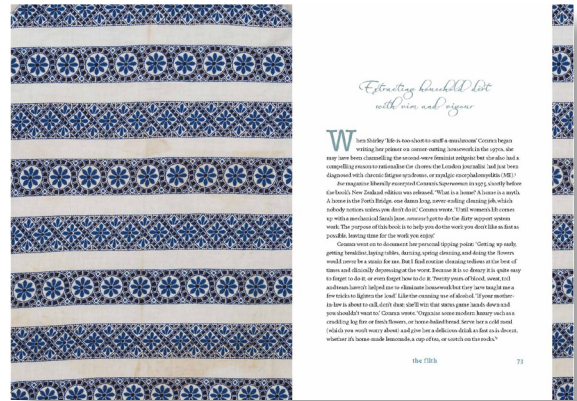 Extracting household dirt
with vim and vigour
When Shirley 'life-is-too-short-to-stuff-a-mushroom' Conran began
writing her primer on corner-cutting housework in the 1970s, she
may have been channelling the second-wave feminist zeitgeist but she also had a
compelling reason to rationalise the chores: the London journalist had just been
diagnosed with chronic fatigue syndrome, or myalgic encephalomyelitis (ME).
magazine liberally excerpted Conran's Superwoman in 1975, shortly before
the book's New Zealand edition was released. 'What is a home? A home is a myth.
A home is the Forth Bridge, one damn long, never-ending cleaning job, which
nobody notices unless you don't do it,' Conran wrote. 'Until women's lib comes
up with a mechanical Sarah Jane, someone's got to do the dirty support system
work. The purpose of this book is to help you do the work you don't like as fast as
possible, leaving time for the work you enjoy.'
Conran went on to document her personal tipping point: 'Getting up early,
getting breakfast, laying tables, darning, spring cleaning, and doing the flowers
would never be a strain for me. But I find routine cleaning tedious at the best of
times and clinically depressing at the worst. Because it is so dreary it is quite easy
to forget to do it, or even forget how to do it. Twenty years of blood, sweat, toil
and tears haven't helped me to eliminate housework but they have taught me a
few tricks to lighten the load.' Like the cunning use of alcohol. 'If your mother-
in-law is about to call, don't dust: she'll win that game hands down and
you shouldn't want to,' Conran wrote. 'Organise some modern luxury such as a
crackling log fire or fresh flowers, or home-baked bread. Serve her a cold meal
(which you won't worry about) and give her a delicious drink as fast as is decent,
whether it's home-made lemonade, a cup of tea, or scotch on the rocks.'
the filth 73